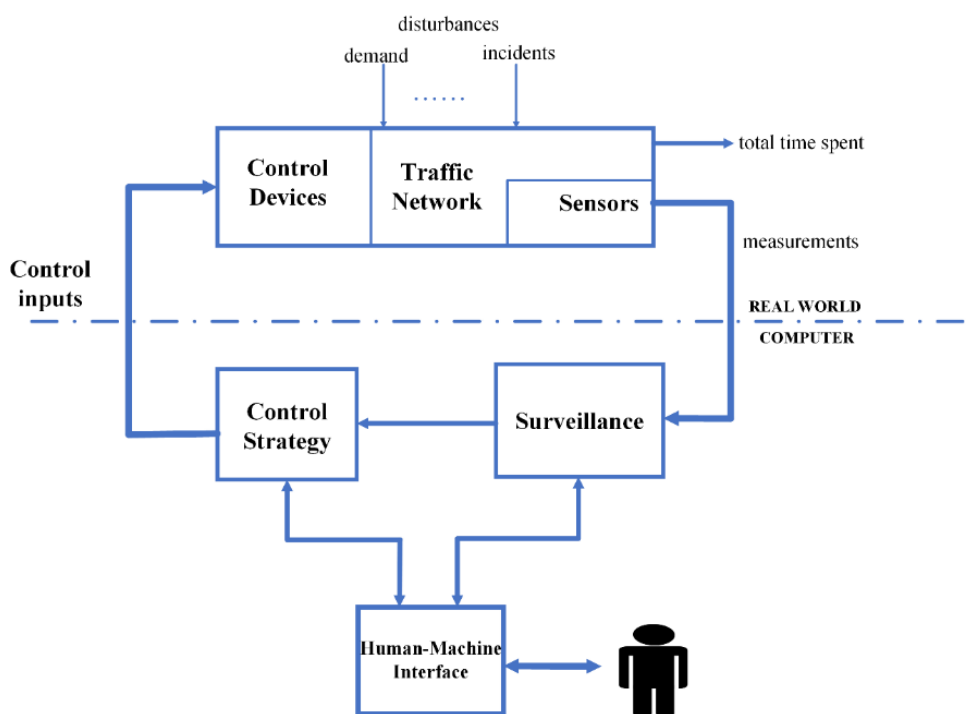 disturbances
demand
incidents
......
Control
Devices
Traffic
Network
Sensors
total time spent
measurements
Control
inputs
REAL WORLD
COMPUTER
Control
Strategy
Surveillance
Human-Machine
Interface